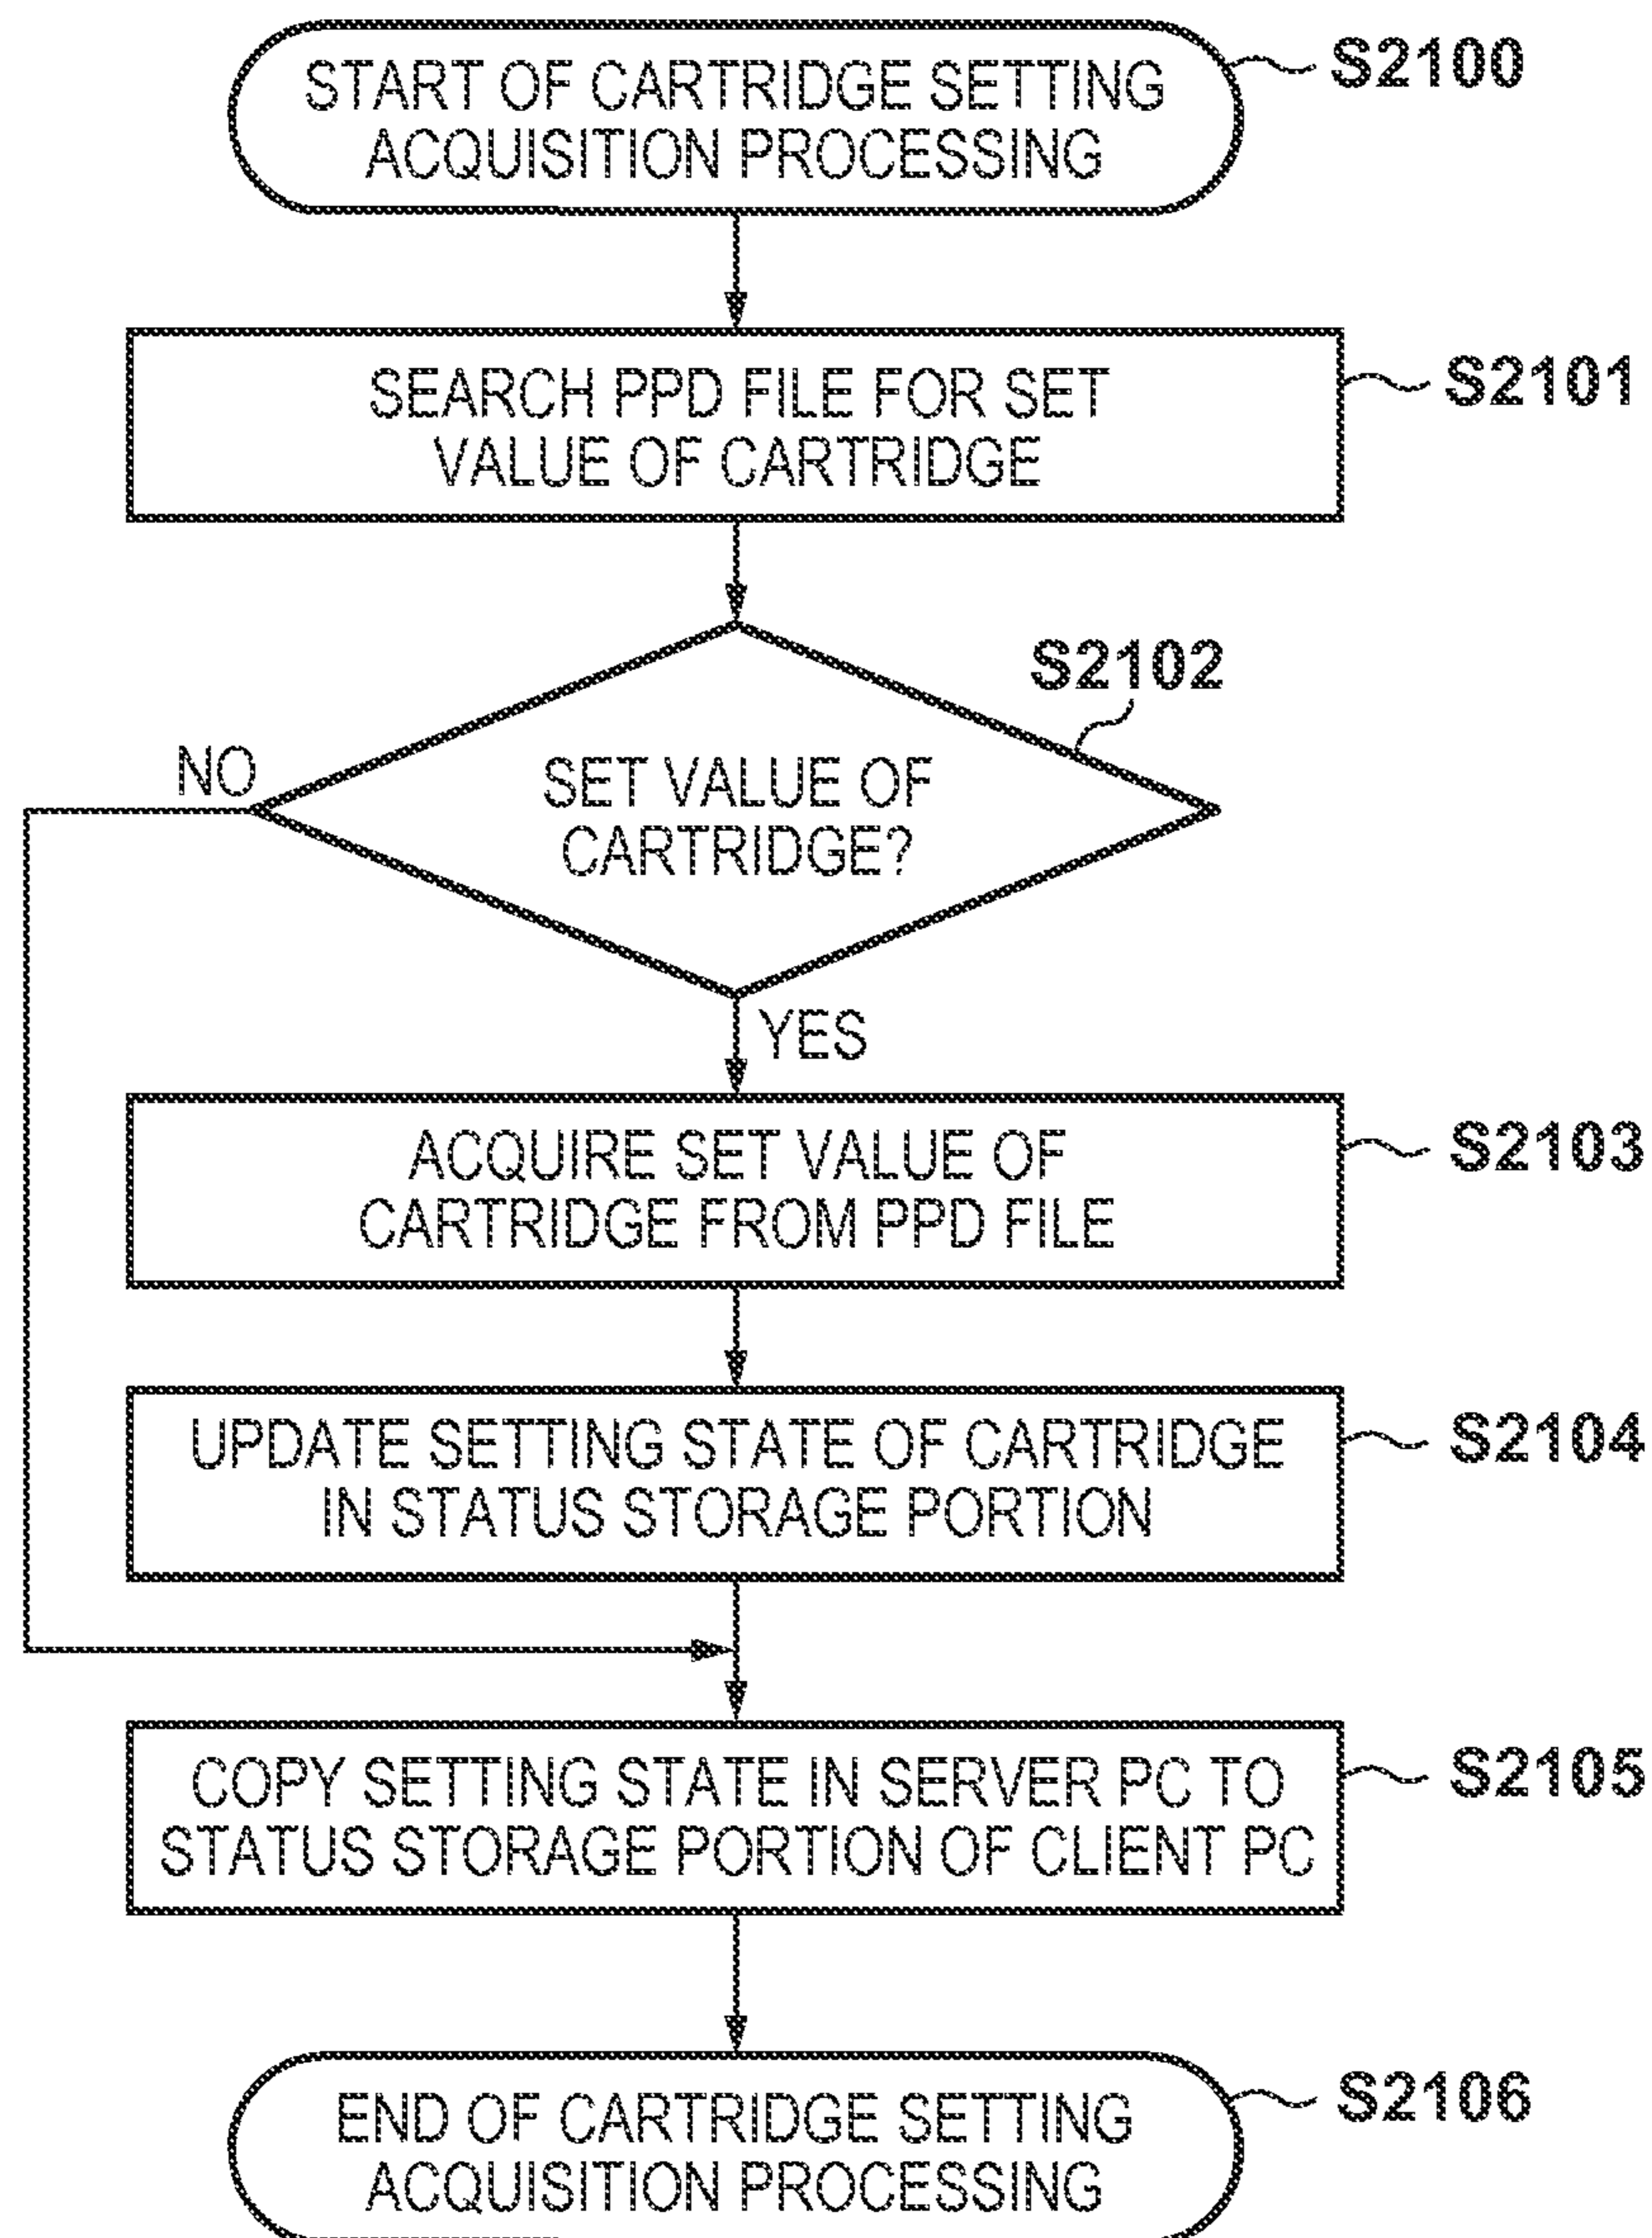 START OF CARTRIDGE SETTING
ACQUISITION PROCESSING
S2100
SEARCH PPD FILE FOR SET
VALUE OF CARTRIDGE
S2101
S2102
NO
SET VALUE OF
CARTRIDGE?
YES
ACQUIRE SET VALUE OF
CARTRIDGE FROM PPD FILE
S2103
UPDATE SETTING STATE OF CARTRIDGE
IN STATUS STORAGE PORTION
S2104
COPY SETTING STATE IN SERVER PC TO
STATUS STORAGE PORTION OF CLIENT PC
S2105
END OF CARTRIDGE SETTING
ACQUISITION PROCESSING
S2106